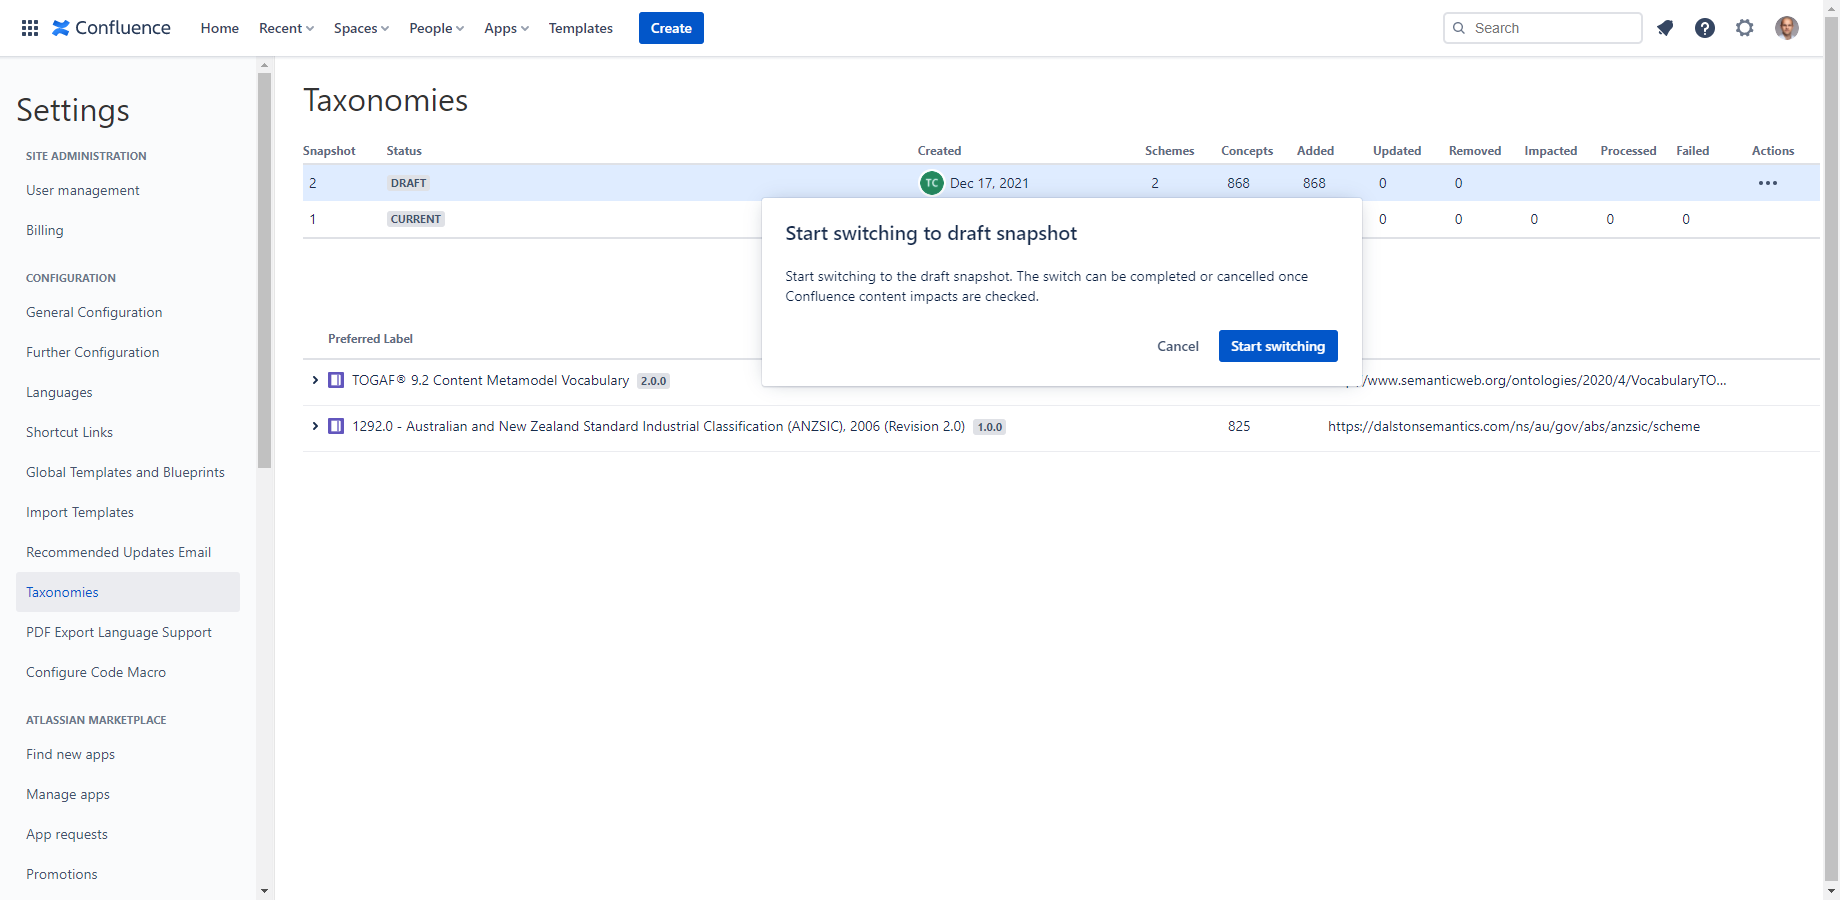 Confluence
Home
Recent
Spaces
People
Apps
Templates
Create
Search
Settings
SITE ADMINISTRATION
User management
Billing
CONFIGURATION
General Configuration
Further Configuration
Languages
Shortcut Links
Global Templates and Blueprints
Import Templates
Recommended Updates Email
Taxonomies
PDF Export Language Support
Configure Code Macro
ATLASSIAN MARKETPLACE
Find new apps
Manage apps
App requests
Promotions
Taxonomies
Snapshot Status Created Schemes Concepts Added Updated Removed Impacted Processed Failed Actions
2 DRAFT TC Dec 17, 2021 2 868 868 0 0
1 CURRENT 0 0 0 0 0
Start switching to draft snapshot
Start switching to the draft snapshot. The switch can be completed or cancelled once
Confluence content impacts are checked.
Cancel Start switching
Preferred Label
TOGAF® 9.2 Content Metamodel Vocabulary 2.0.0 /www.semanticweb.org/ontologies/2020/4/VocabularyTO...
1292.0 - Australian and New Zealand Standard Industrial Classification (ANZSIC), 2006 (Revision 2.0) 1.0.0 825 https://dalstonsemantics.com/ns/au/gov/abs/anzsic/scheme